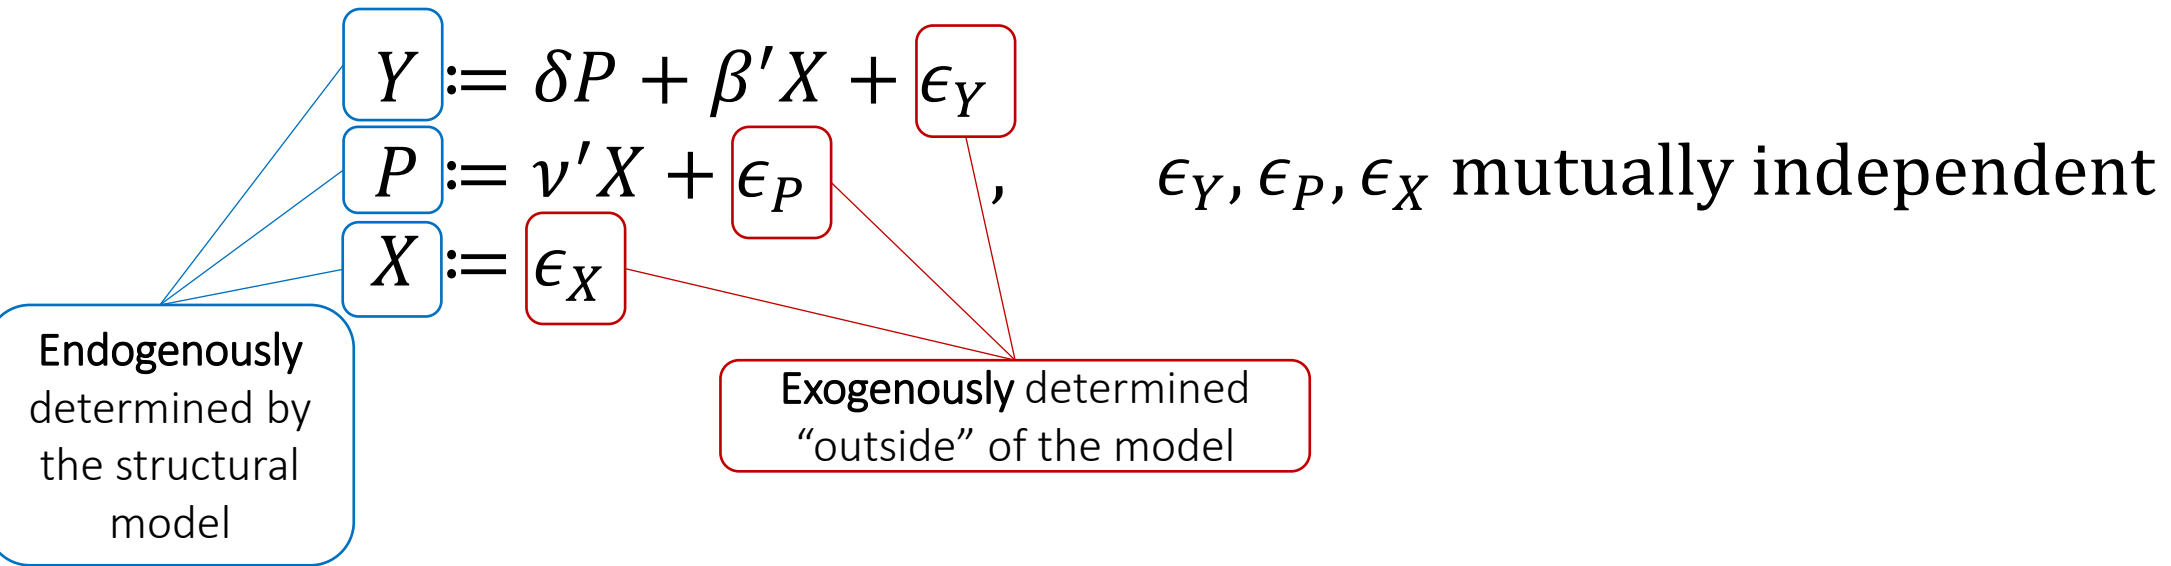 Y ≔ δP + β′X + ϵ_Y
P ≔ ν′X + ϵ_P , ϵ_Y, ϵ_P, ϵ_X mutually independent
X ≔ ϵ_X
Endogenously
determined by
the structural
model
Exogenously determined
“outside” of the model